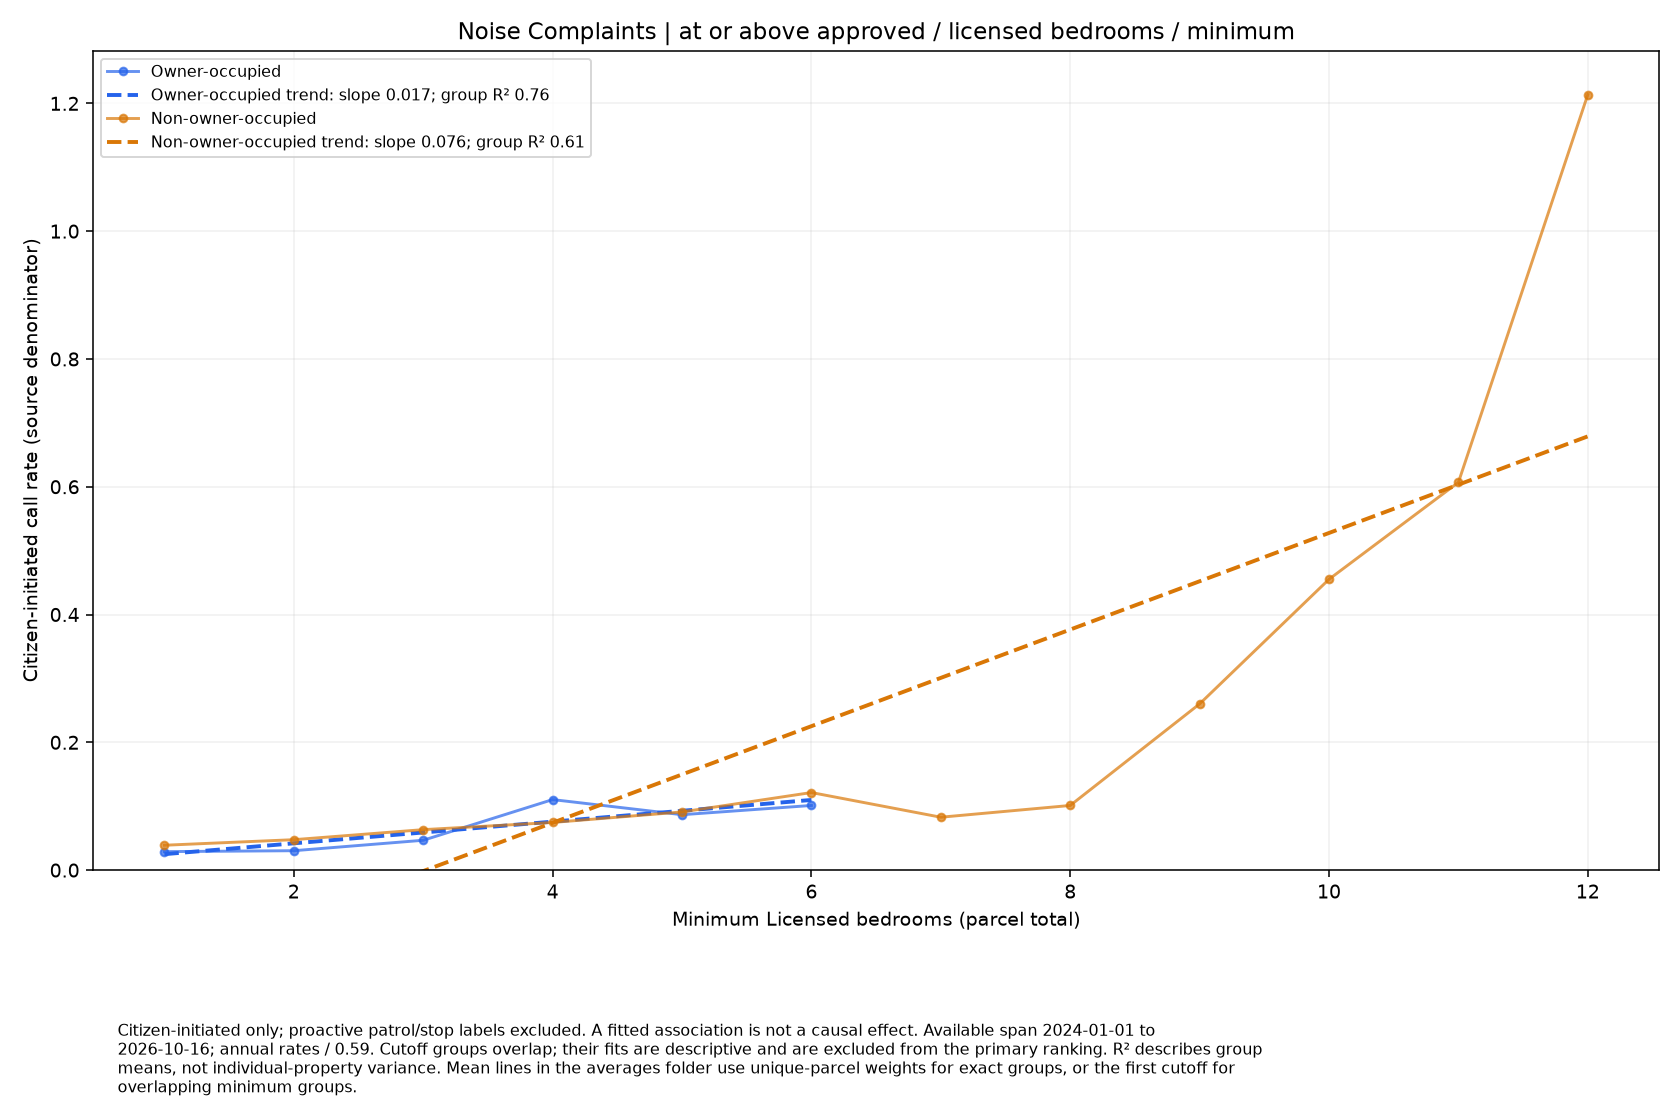 Noise Complaints | at or above approved / licensed bedrooms / minimum
Owner-occupied
Owner-occupied trend: slope 0.017; group R² 0.76
Non-owner-occupied
Non-owner-occupied trend: slope 0.076; group R² 0.61
Citizen-initiated call rate (source denominator)
1.2
1.0
0.8
0.6
0.4
0.2
0.0
2 4 6 8 10 12
Minimum Licensed bedrooms (parcel total)
Citizen-initiated only; proactive patrol/stop labels excluded. A fitted association is not a causal effect. Available span 2024-01-01 to
2026-10-16; annual rates / 0.59. Cutoff groups overlap; their fits are descriptive and are excluded from the primary ranking. R² describes group
means, not individual-property variance. Mean lines in the averages folder use unique-parcel weights for exact groups, or the first cutoff for
overlapping minimum groups.